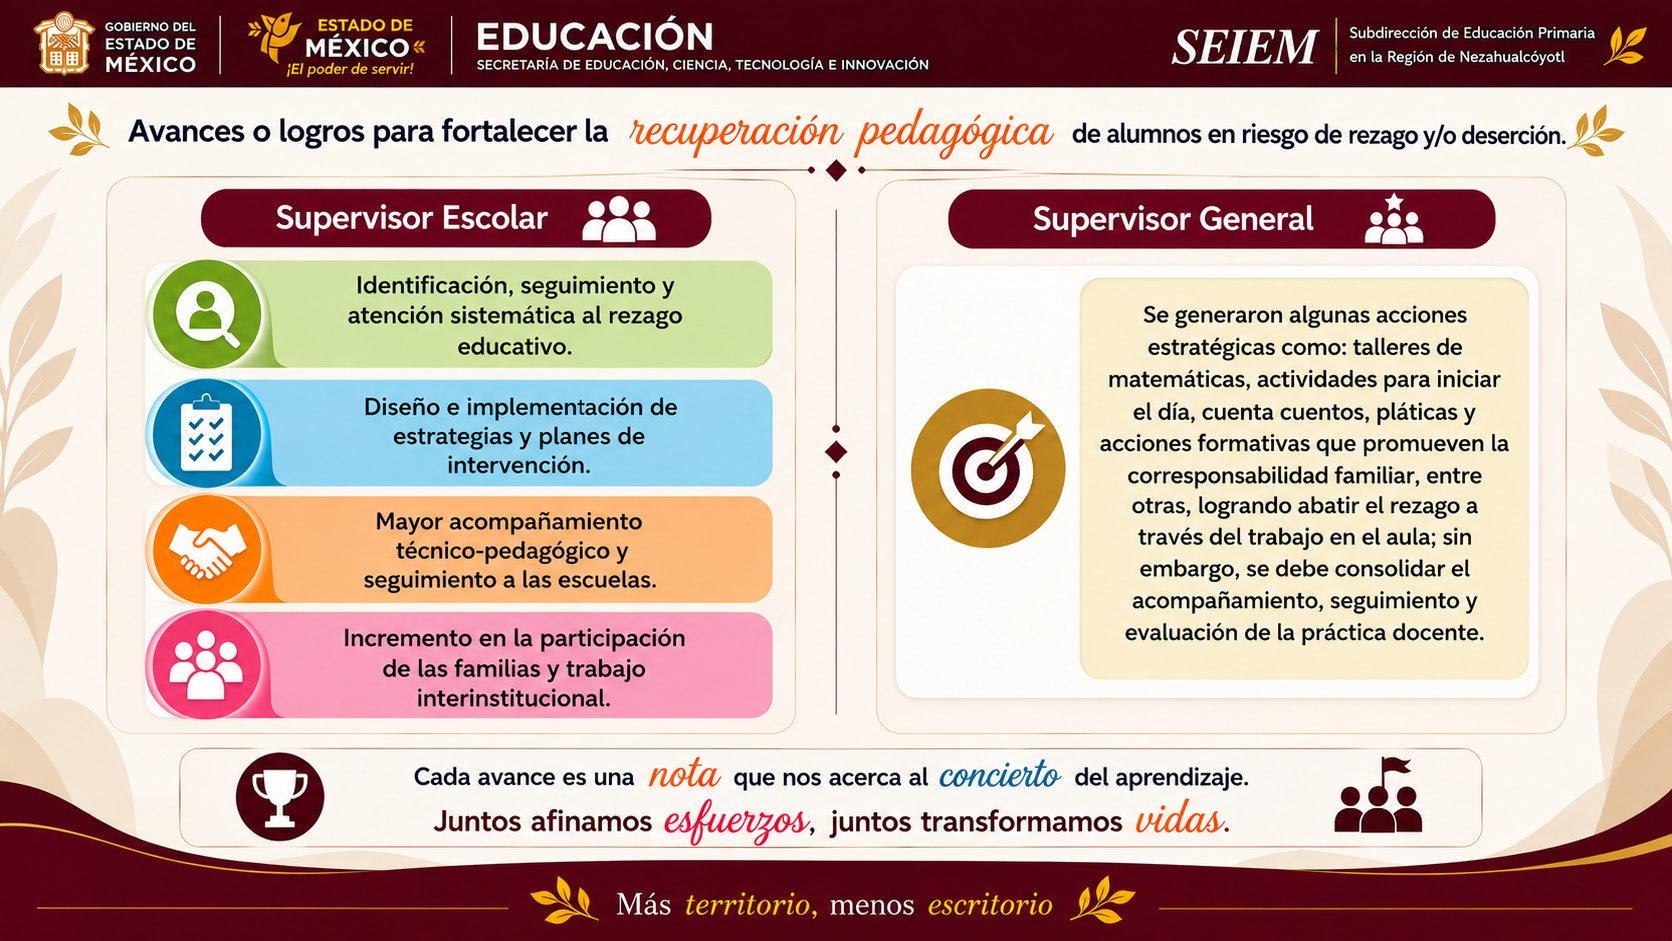 GOBIERNO DEL
ESTADO DE
MÉXICO
ESTADO DE
MÉXICO
¡El poder de servir!
EDUCACIÓN
SECRETARÍA DE EDUCACIÓN, CIENCIA, TECNOLOGÍA E INNOVACIÓN
SEIEM
Subdirección de Educación Primaria
en la Región de Nezahualcóyotl
Avances o logros para fortalecer la recuperación pedagógica de alumnos en riesgo de rezago y/o deserción.
Supervisor Escolar
Identificación, seguimiento y
atención sistemática al rezago
educativo.
Diseño e implementación de
estrategias y planes de
intervención.
Mayor acompañamiento
técnico-pedagógico y
seguimiento a las escuelas.
Incremento en la participación
de las familias y trabajo
interinstitucional.
Supervisor General
Se generaron algunas acciones
estratégicas como: talleres de
matemáticas, actividades para iniciar
el día, cuenta cuentos, pláticas y
acciones formativas que promueven la
corresponsabilidad familiar, entre
otras, logrando abatir el rezago a
través del trabajo en el aula; sin
embargo, se debe consolidar el
acompañamiento, seguimiento y
evaluación de la práctica docente.
Cada avance es una nota que nos acerca al concierto del aprendizaje.
Juntos afinamos esfuerzos, juntos transformamos vidas.
Más territorio, menos escritorio